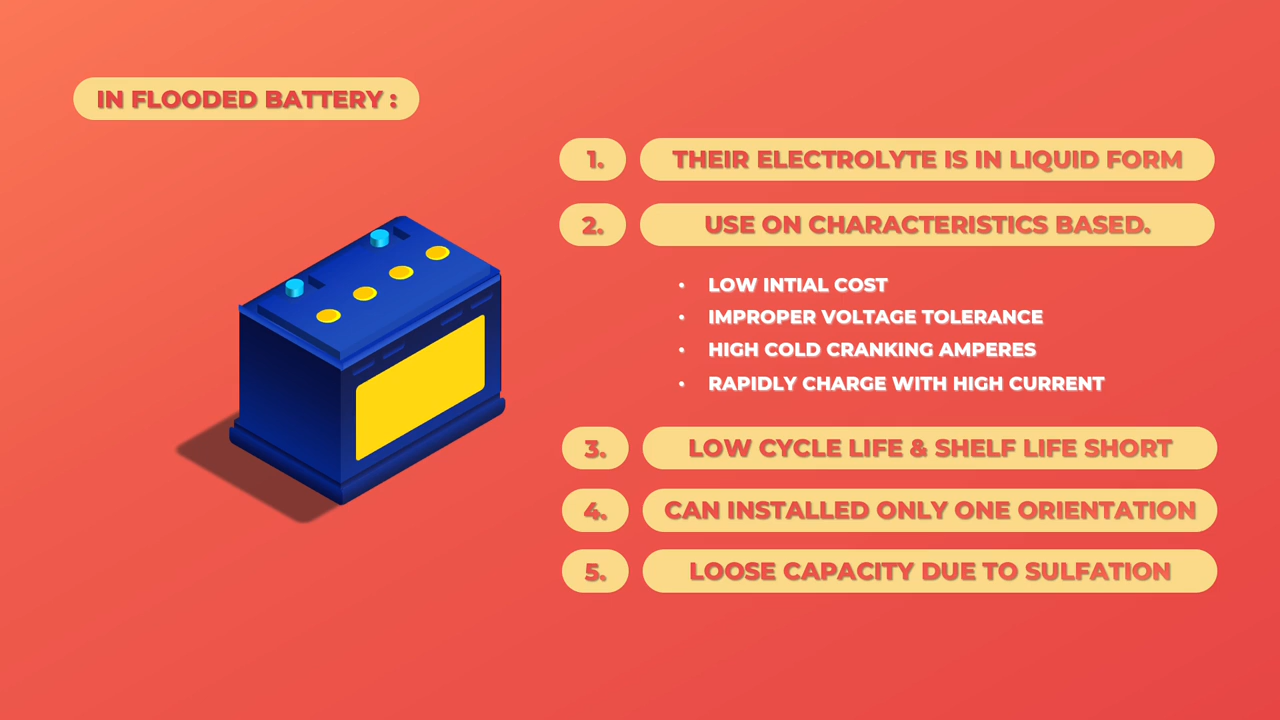 IN FLOODED BATTERY :
1. THEIR ELECTROLYTE IS IN LIQUID FORM
2. USE ON CHARACTERISTICS BASED.
• LOW INTIAL COST
• IMPROPER VOLTAGE TOLERANCE
• HIGH COLD CRANKING AMPERES
• RAPIDLY CHARGE WITH HIGH CURRENT
3. LOW CYCLE LIFE & SHELF LIFE SHORT
4. CAN INSTALLED ONLY ONE ORIENTATION
5. LOOSE CAPACITY DUE TO SULFATION